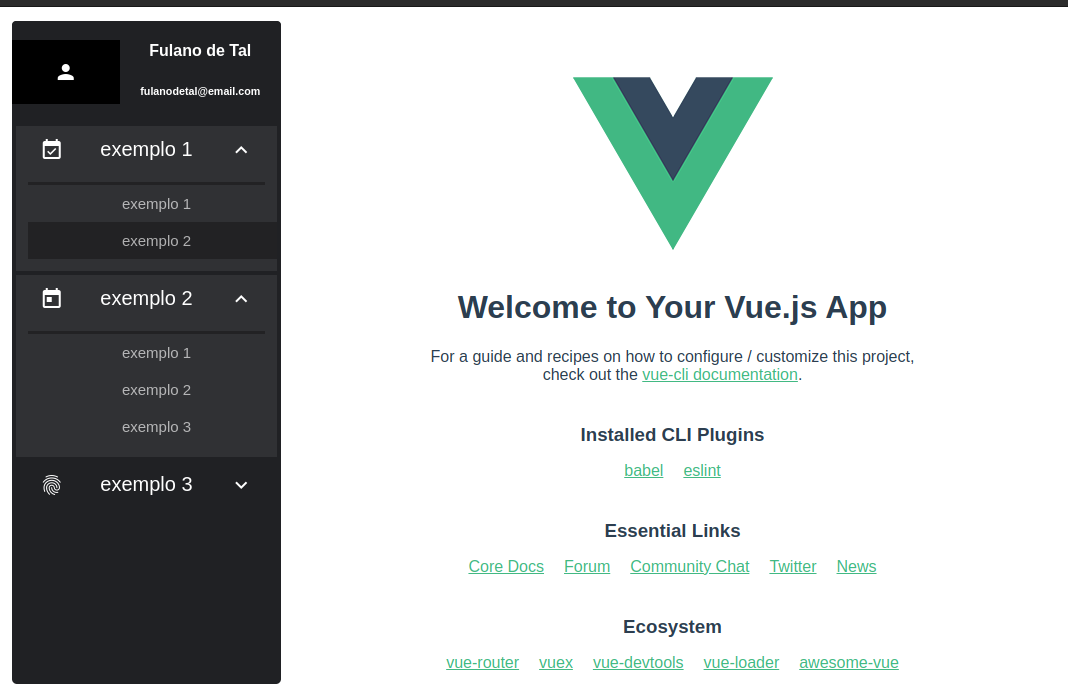 Fulano de Tal
fulanodetal@email.com
exemplo 1
exemplo 1
exemplo 2
exemplo 2
exemplo 1
exemplo 2
exemplo 3
exemplo 3
Welcome to Your Vue.js App
For a guide and recipes on how to configure / customize this project,
check out the vue-cli documentation.
Installed CLI Plugins
babel eslint
Essential Links
Core Docs Forum Community Chat Twitter News
Ecosystem
vue-router vuex vue-devtools vue-loader awesome-vue